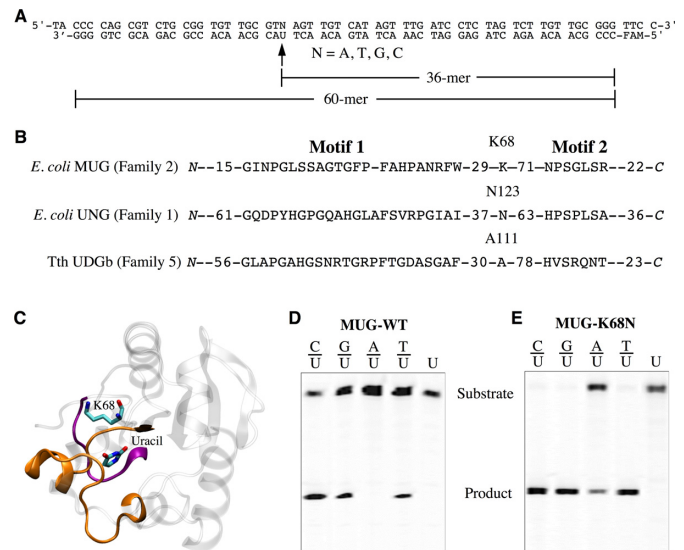 A
5'-TA CCCC CAG CGT CTG CGG TGT TGC GTN AGT TGT CAT AGT TTG ATC CTC TAG TCT TGT TGC GGG TTCC C-3'
3'- GGG GTC GCA GAC GCC ACA ACG CAU TCA ACA GTA TCA AAC TAG GAG ATC AGA ACA ACG CCC -FAM-5'
N = A, T, G, C
36-mer
60-mer
B
Motif 1 K68 Motif 2
E. coli MUG (Family 2) N--15-GINPGLSSAGTGFP-FAHPANRFW-29-K-71-NPSGLSR--22-C
N123
E. coli UNG (Family 1) N--61-GQDPYHGPGQAHGLAFSVRPGIAI-37-N-63-HPSPLSA--36-C
A111
Tth UDGb (Family 5) N--56-GLAPGAHGSNRTGRPFTGDASGAF-30-A-78-HVSRQNT--23-C
C
K68
Uracil
D
MUG-WT
C G A T
U U U U U
E
MUG-K68N
C G A T
U U U U U
Substrate
Product